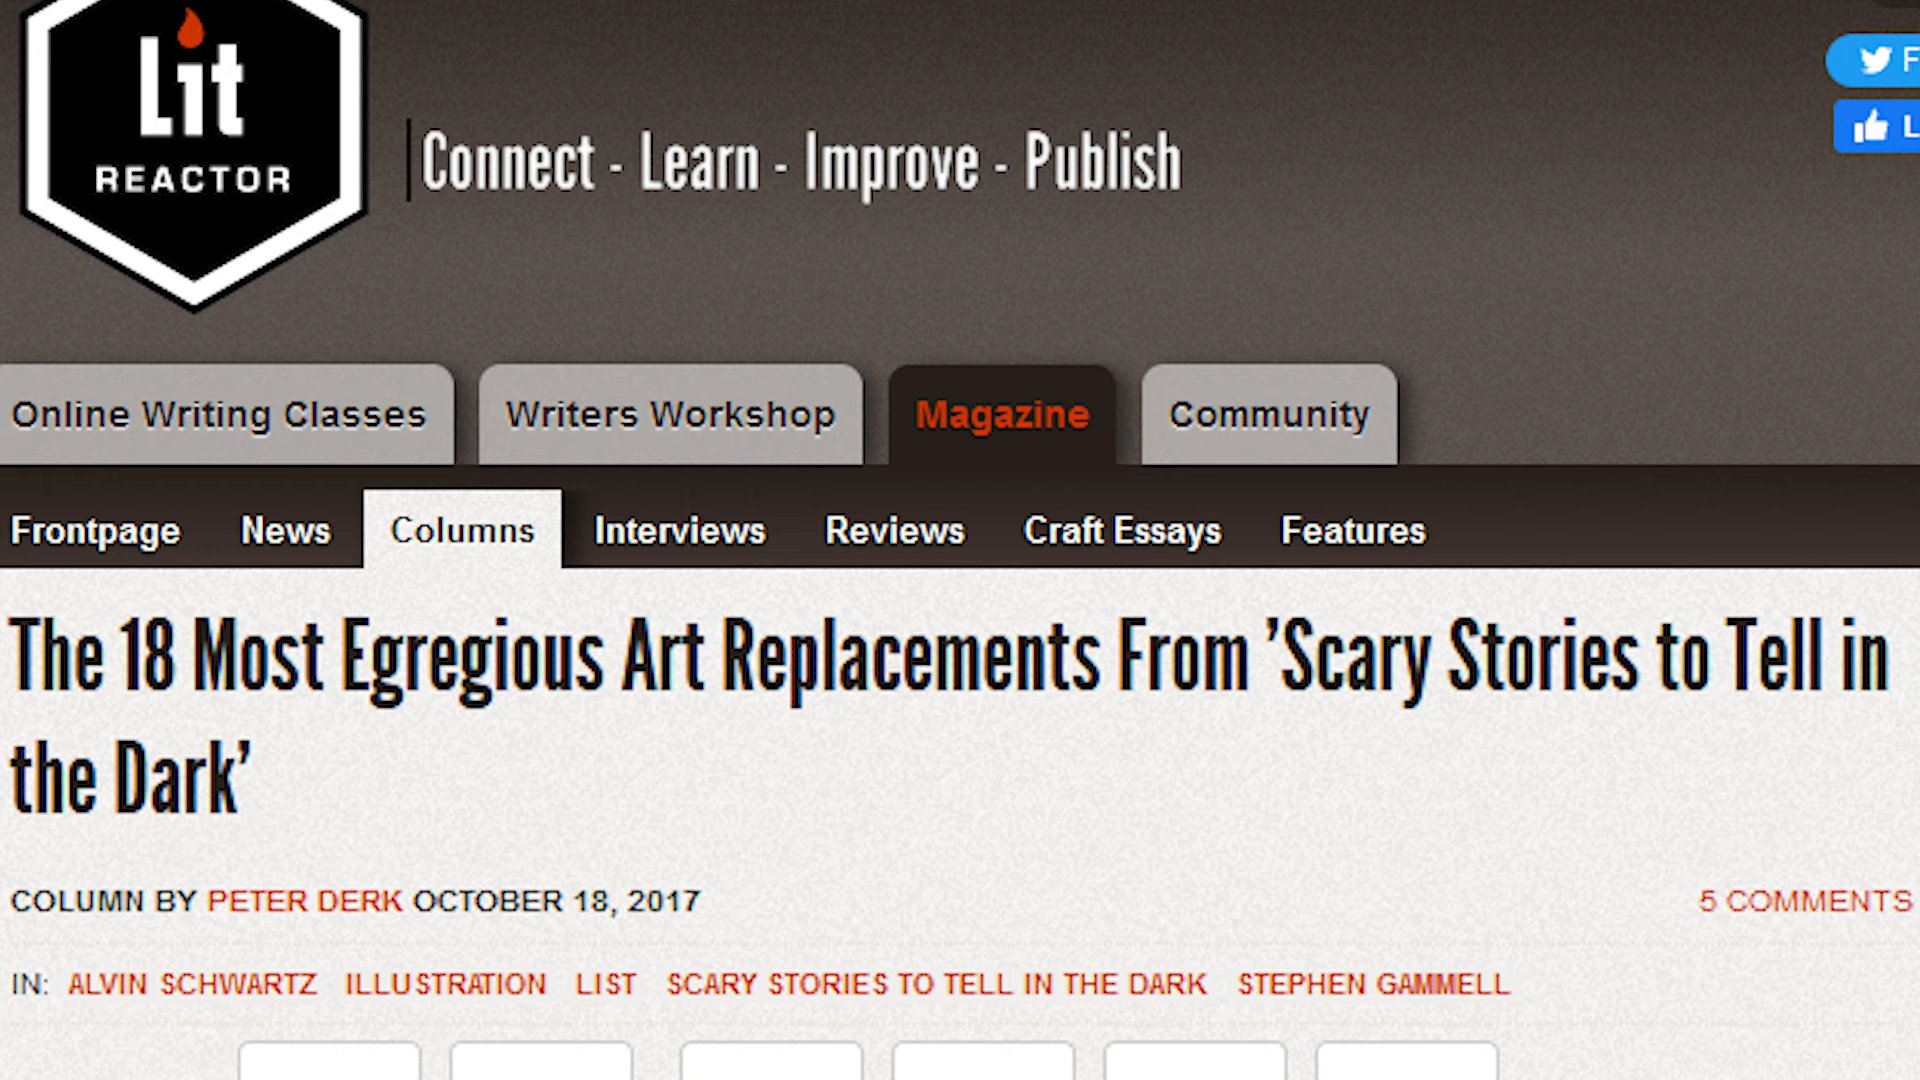 Lit
REACTOR
Connect - Learn - Improve - Publish
F
L
Online Writing Classes
Writers Workshop
Magazine
Community
Frontpage
News
Columns
Interviews
Reviews
Craft Essays
Features
The 18 Most Egregious Art Replacements From 'Scary Stories to Tell in
the Dark'
COLUMN BY PETER DERK OCTOBER 18, 2017
5 COMMENTS
IN: ALVIN SCHWARTZ ILLUSTRATION LIST SCARY STORIES TO TELL IN THE DARK STEPHEN GAMMELL